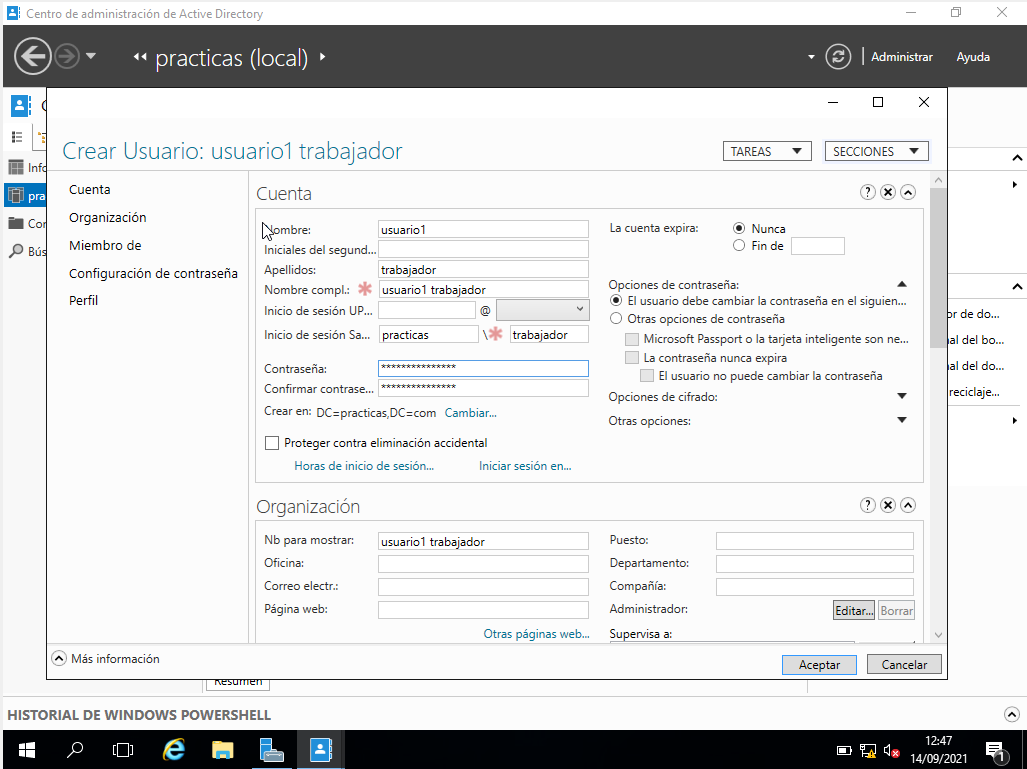 Centro de administración de Active Directory
practicas (local)
Administrar
Ayuda
Crear Usuario: usuario1 trabajador
TAREAS
SECCIONES
Info
pra
Con
Bús
Cuenta
Organización
Miembro de
Configuración de contraseña
Perfil
Cuenta
Nombre: usuario1
Iniciales del segund...
Apellidos: trabajador
Nombre compl.: * usuario1 trabajador
Inicio de sesión UP... @
Inicio de sesión Sa... practicas \* trabajador
Contraseña: ***************
Confirmar contrase... ***************
Crear en: DC=practicas,DC=com Cambiar...
Proteger contra eliminación accidental
Horas de inicio de sesión... Iniciar sesión en...
La cuenta expira: Nunca
Fin de
Opciones de contraseña:
El usuario debe cambiar la contraseña en el siguien...
Otras opciones de contraseña
Microsoft Passport o la tarjeta inteligente son ne...
La contraseña nunca expira
El usuario no puede cambiar la contraseña
Opciones de cifrado:
Otras opciones:
or de do...
nal del bo...
nal del do...
reciclaje...
Organización
Nb para mostrar: usuario1 trabajador
Oficina:
Correo electr.:
Página web:
Otras páginas web...
Puesto:
Departamento:
Compañía:
Administrador: Editar... Borrar
Supervisa a:
Más información
Aceptar
Cancelar
Resumen
HISTORIAL DE WINDOWS POWERSHELL
12:47
14/09/2021
1